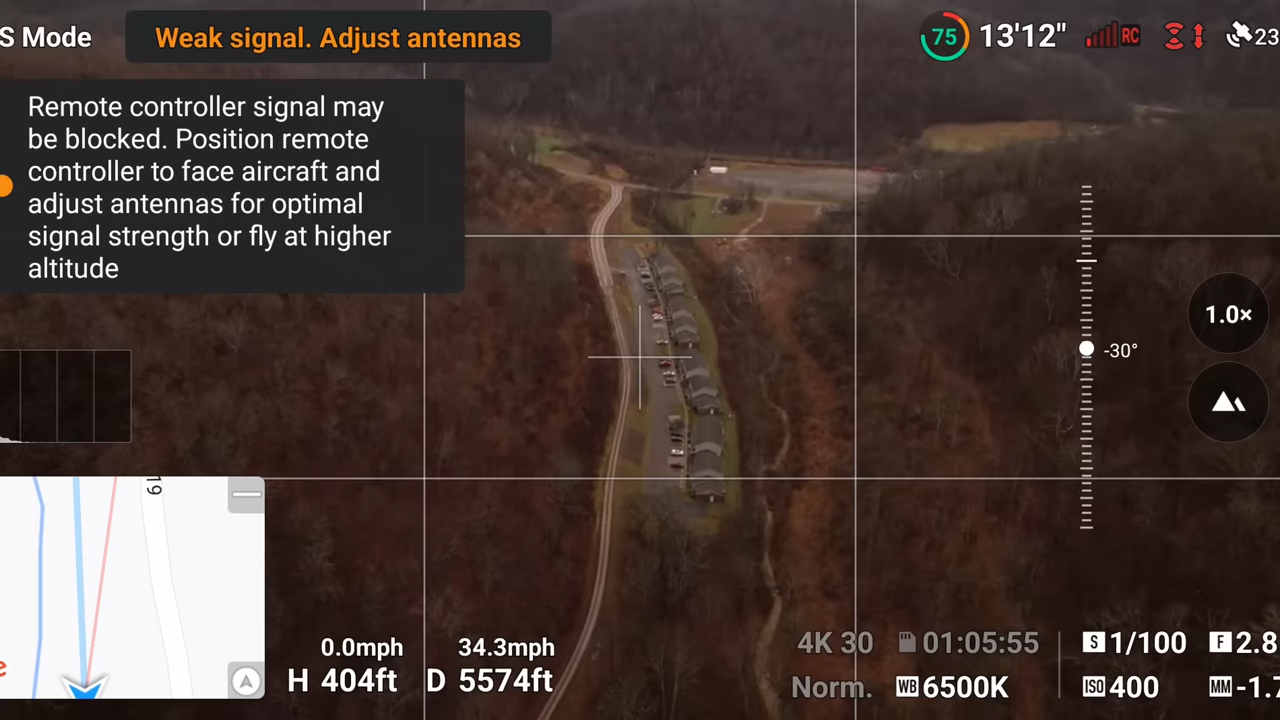 S Mode
Weak signal. Adjust antennas
75
13'12"
RC
23
Remote controller signal may
be blocked. Position remote
controller to face aircraft and
adjust antennas for optimal
signal strength or fly at higher
altitude
1.0×
-30°
19
e
0.0mph 34.3mph
H 404ft D 5574ft
4K 30 01:05:55
S 1/100 F 2.8
Norm. WB 6500K
ISO 400 MM -1.7